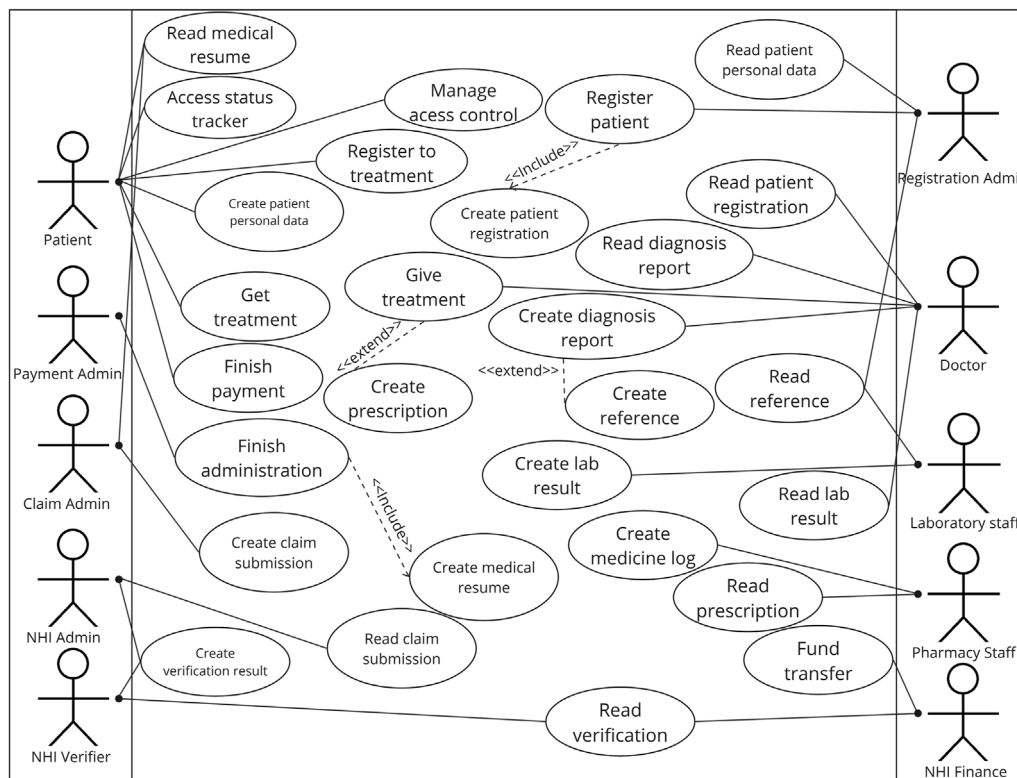 Read medical
resume
Read patient
personal data
Access status
tracker
Manage
acess control
Register
patient
Registration Admi
Register to
treatment
<<Include>>
Read patient
registration
Create patient
personal data
Create patient
registration
Patient
Read diagnosis
report
Get
treatment
Give
treatment
Create diagnosis
report
Doctor
Payment Admin
Finish
payment
<<extend>>
Create
prescription
<<extend>>
Create
reference
Read
reference
Finish
administration
Claim Admin
Create lab
result
Laboratory staff
<<Include>>
Read lab
result
Create claim
submission
Create medical
resume
Create
medicine log
Read
prescription
NHI Admin
Pharmacy Staff
Create
verification result
Read claim
submission
Fund
transfer
Read
verification
NHI Verifier
NHI Finance